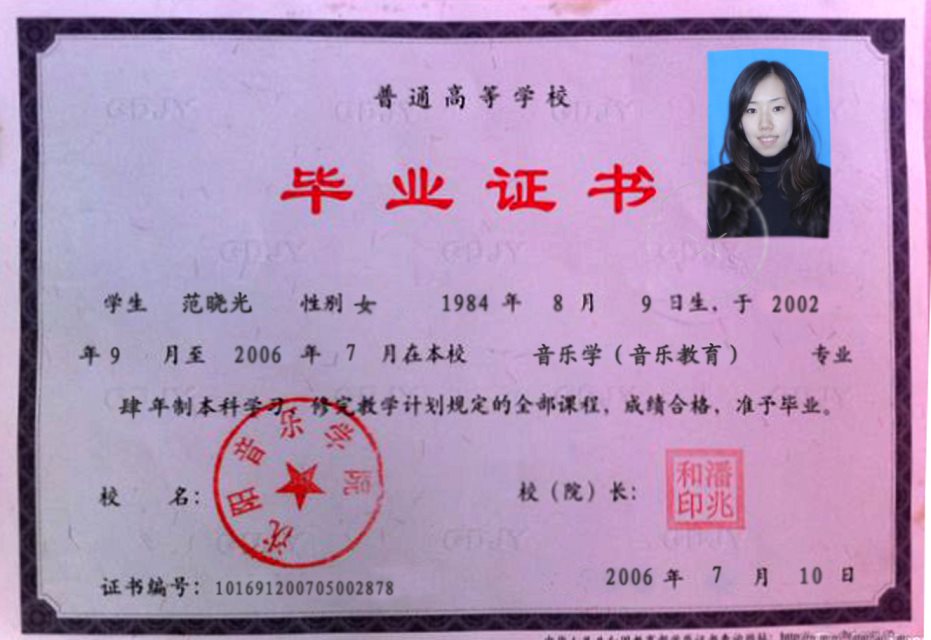 普通高等学校
毕业证书
学生 范晓光 性别 女 1984 年 8 月 9 日生，于 2002
年 9 月至 2006 年 7 月在本校 音乐学（音乐教育） 专业
肆年制本科学习，修完教学计划规定的全部课程，成绩合格，准予毕业。
沈阳音乐学院
校 名： 校（院）长：
潘兆和印
证书编号：101691200705002878 2006 年 7 月 10 日